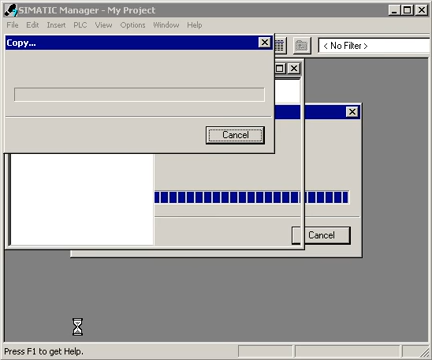 SIMATIC Manager - My Project
File Edit Insert PLC View Options Window Help
Copy...
< No Filter >
Cancel
Cancel
Press F1 to get Help.